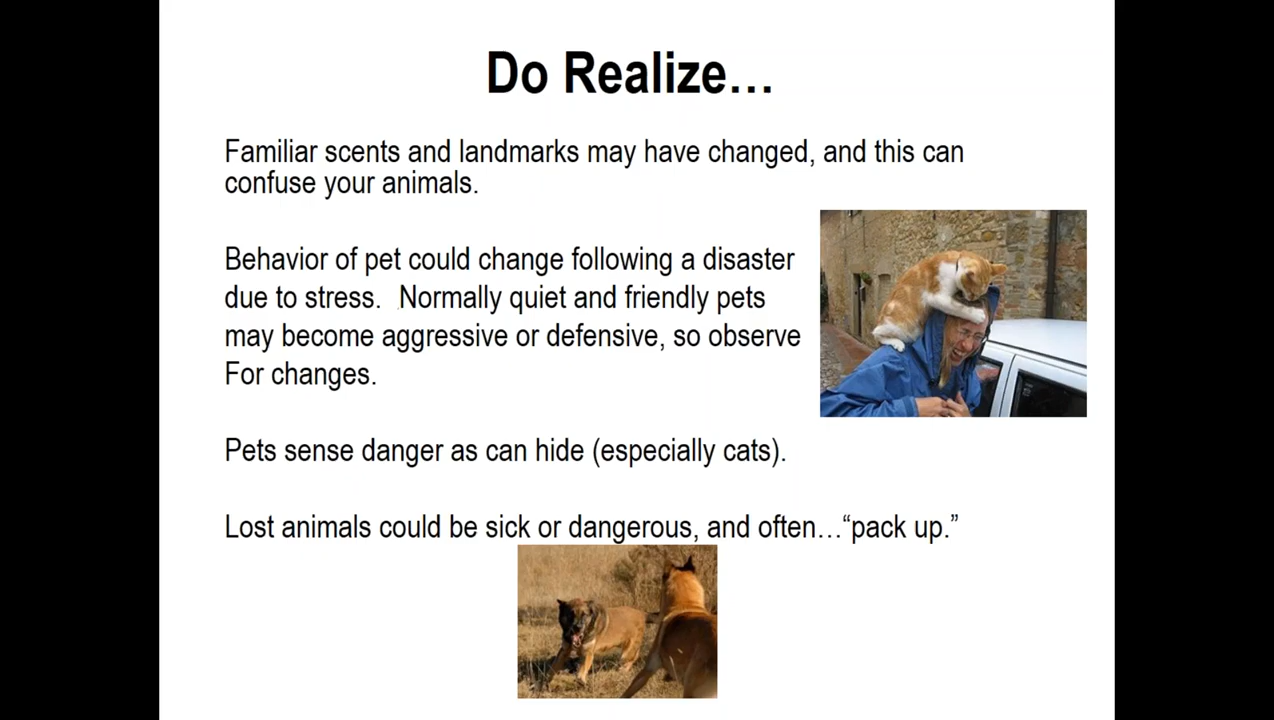 Do Realize…
Familiar scents and landmarks may have changed, and this can
confuse your animals.
Behavior of pet could change following a disaster
due to stress.  Normally quiet and friendly pets
may become aggressive or defensive, so observe
For changes.
Pets sense danger as can hide (especially cats).
Lost animals could be sick or dangerous, and often…“pack up.”